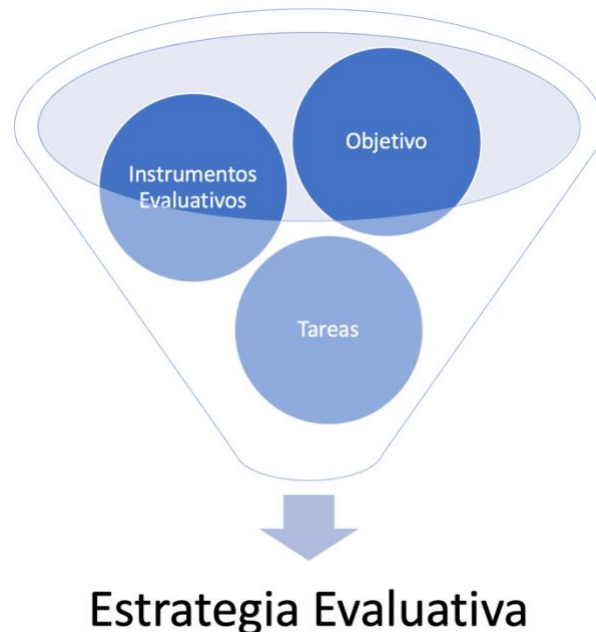 Objetivo
Instrumentos
Evaluativos
Tareas
Estrategia Evaluativa